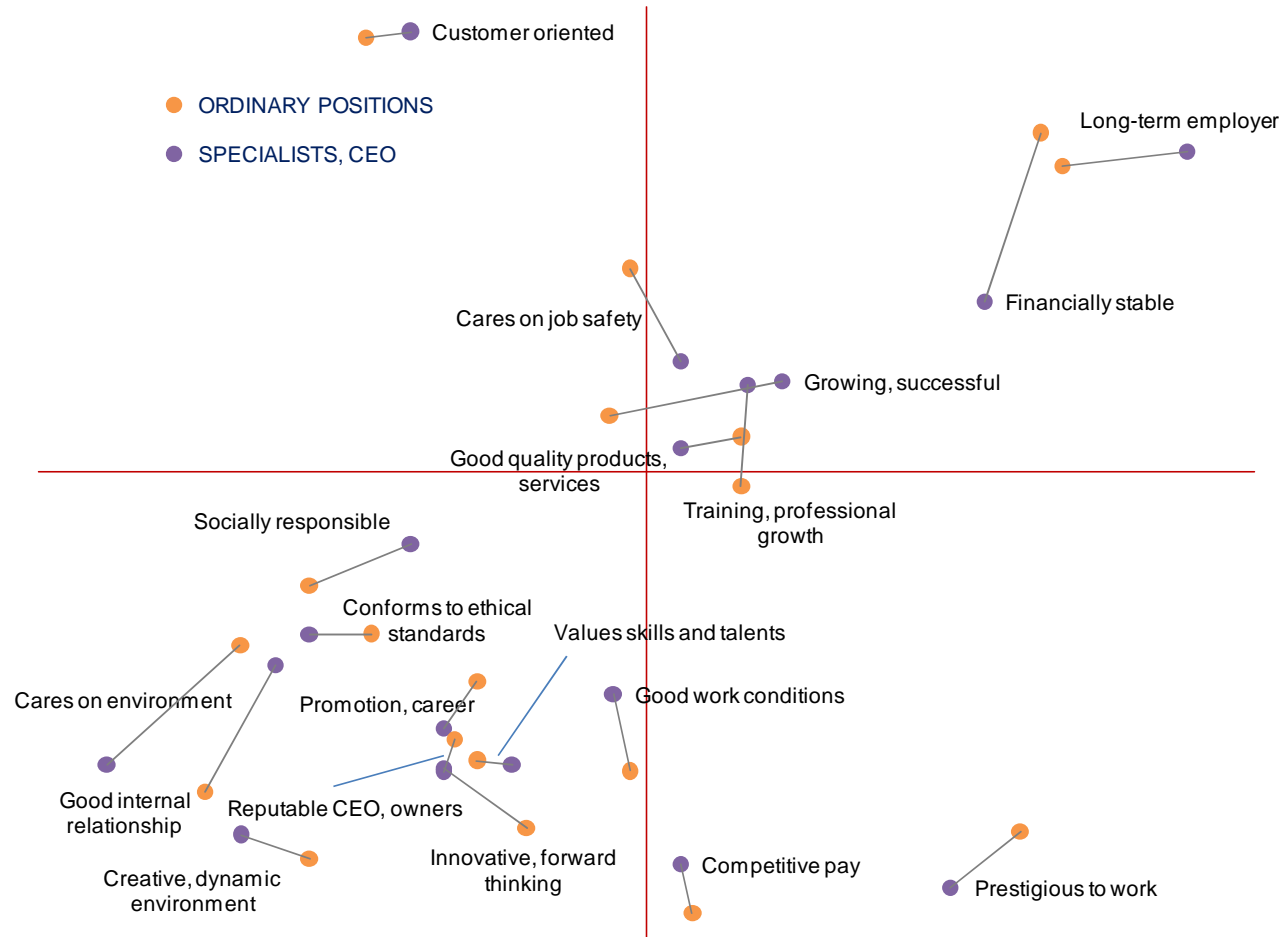 Customer oriented
ORDINARY POSITIONS
SPECIALISTS, CEO
Long-term employer
Financially stable
Cares on job safety
Growing, successful
Good quality products,
services
Training, professional
growth
Socially responsible
Conforms to ethical
standards
Values skills and talents
Cares on environment
Promotion, career
Good work conditions
Good internal
relationship
Reputable CEO, owners
Innovative, forward
thinking
Creative, dynamic
environment
Competitive pay
Prestigious to work